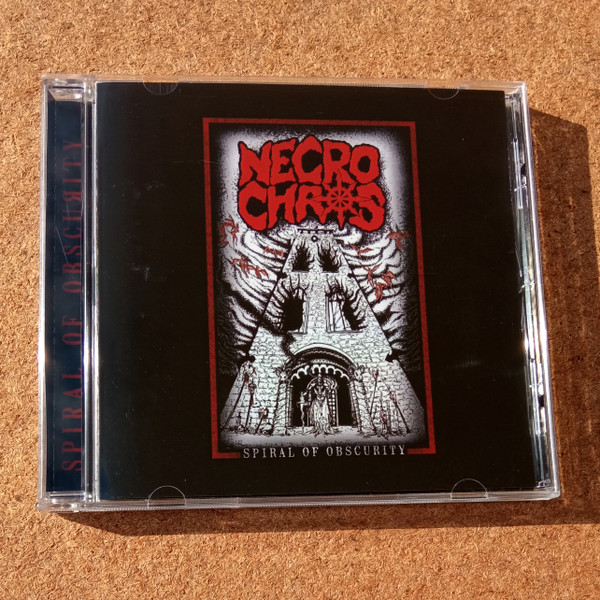 SPIRAL OF OBSCURITY
NECRO
CHAOS
SPIRAL OF OBSCURITY